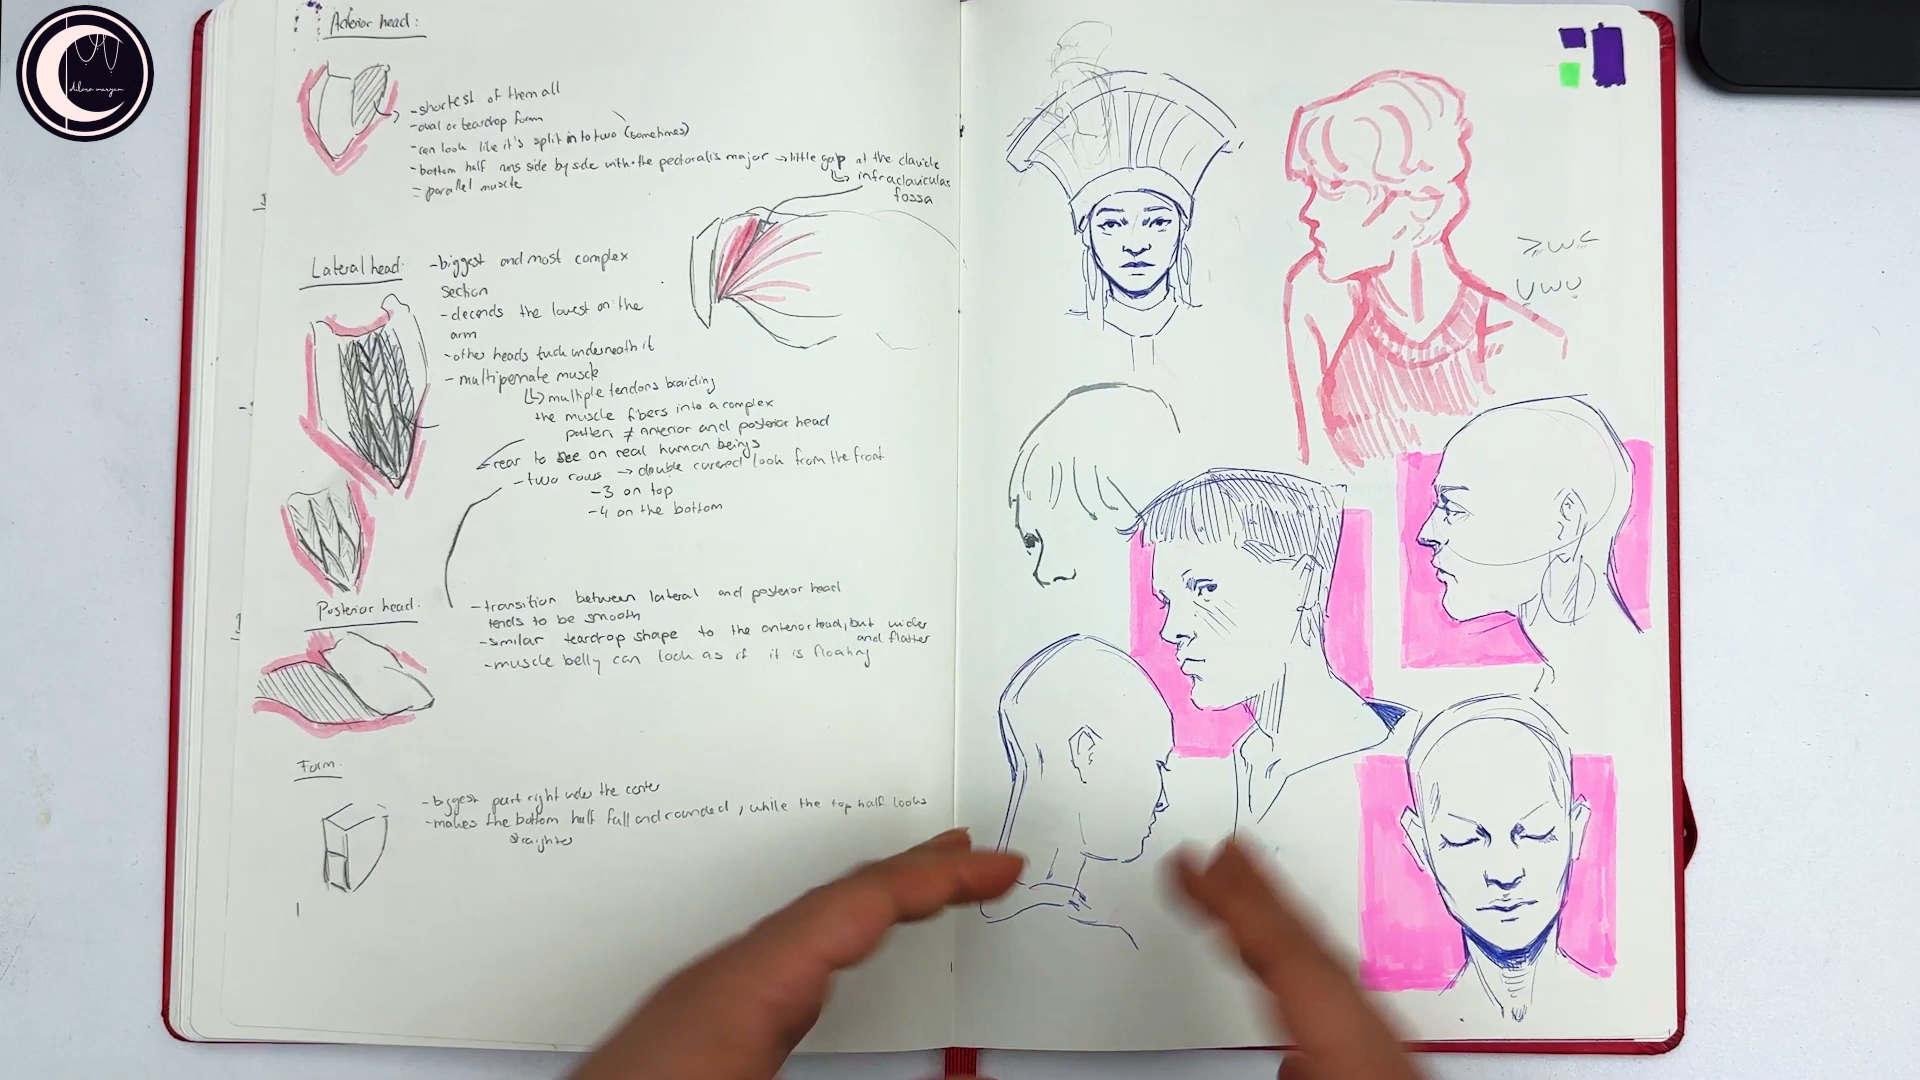 Anterior head:
- shortest of them all
- oval or teardrop form
- can look like it's split in to two (sometimes)
- bottom half runs side by side with the pectoralis major → little gap at the clavicle
= parallel muscle
↳ infraclavicular
fossa
Lateral head:
- biggest and most complex
section
- decends the lowest on the
arm
- other heads tuck underneath it
- multipennate muscle
↳ multiple tendons braiding
the muscle fibers into a complex
pattern ≠ anterior and posterior head
- rear to see on real human beings
- two rows → double curved look from the front
- 3 on top
- 4 on the bottom
Posterior head:
- transition between lateral and posterior head
tends to be smooth
- similar teardrop shape to the anterior head, but wider
and flatter
- muscle belly can look as if it is floating
Form:
- biggest part right under the center
- makes the bottom half full and rounded, while the top half looks
straighter
>w<
UwU
dilara meryem